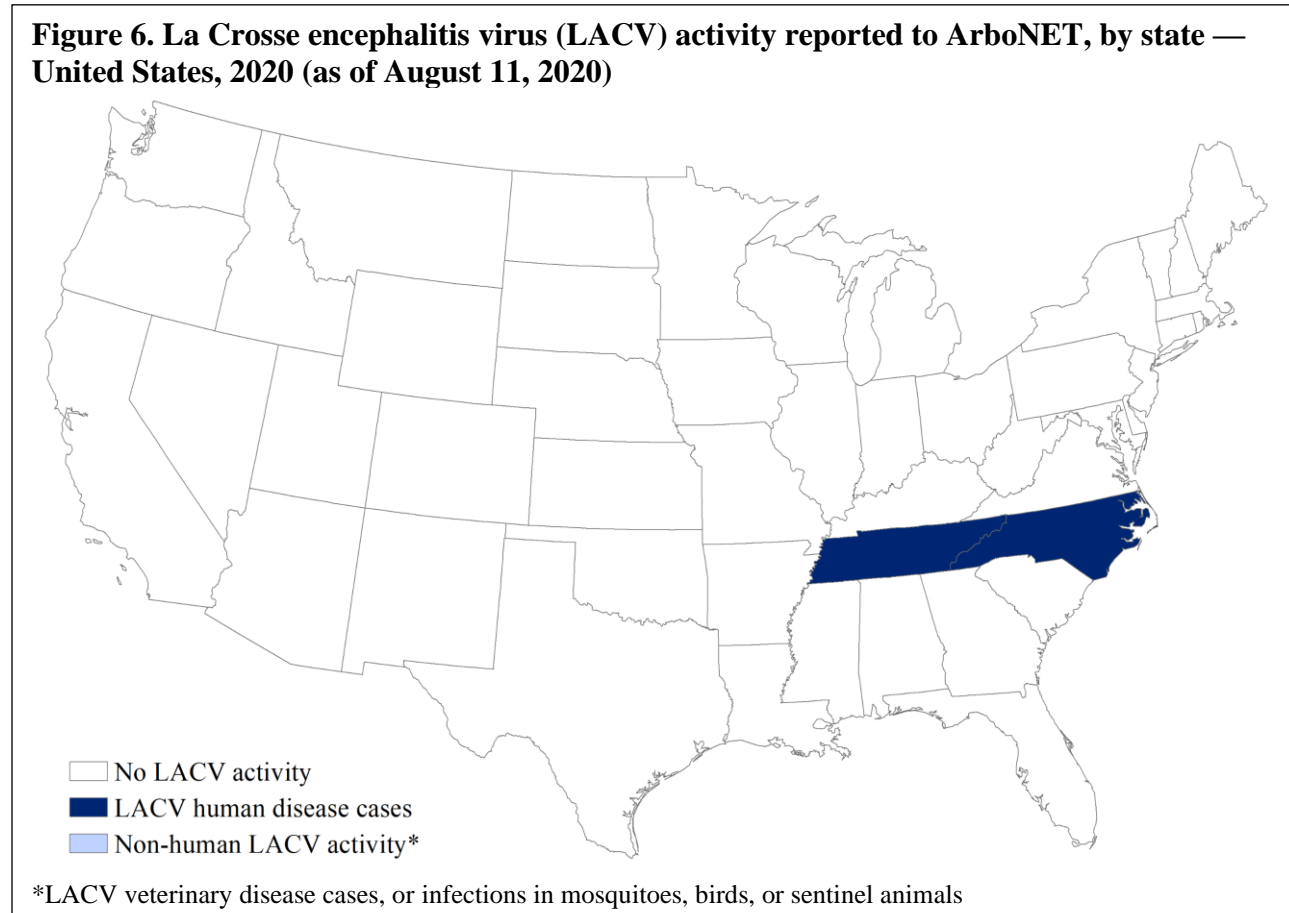 Figure 6. La Crosse encephalitis virus (LACV) activity reported to ArboNET, by state —
United States, 2020 (as of August 11, 2020)
No LACV activity
LACV human disease cases
Non-human LACV activity*
*LACV veterinary disease cases, or infections in mosquitoes, birds, or sentinel animals